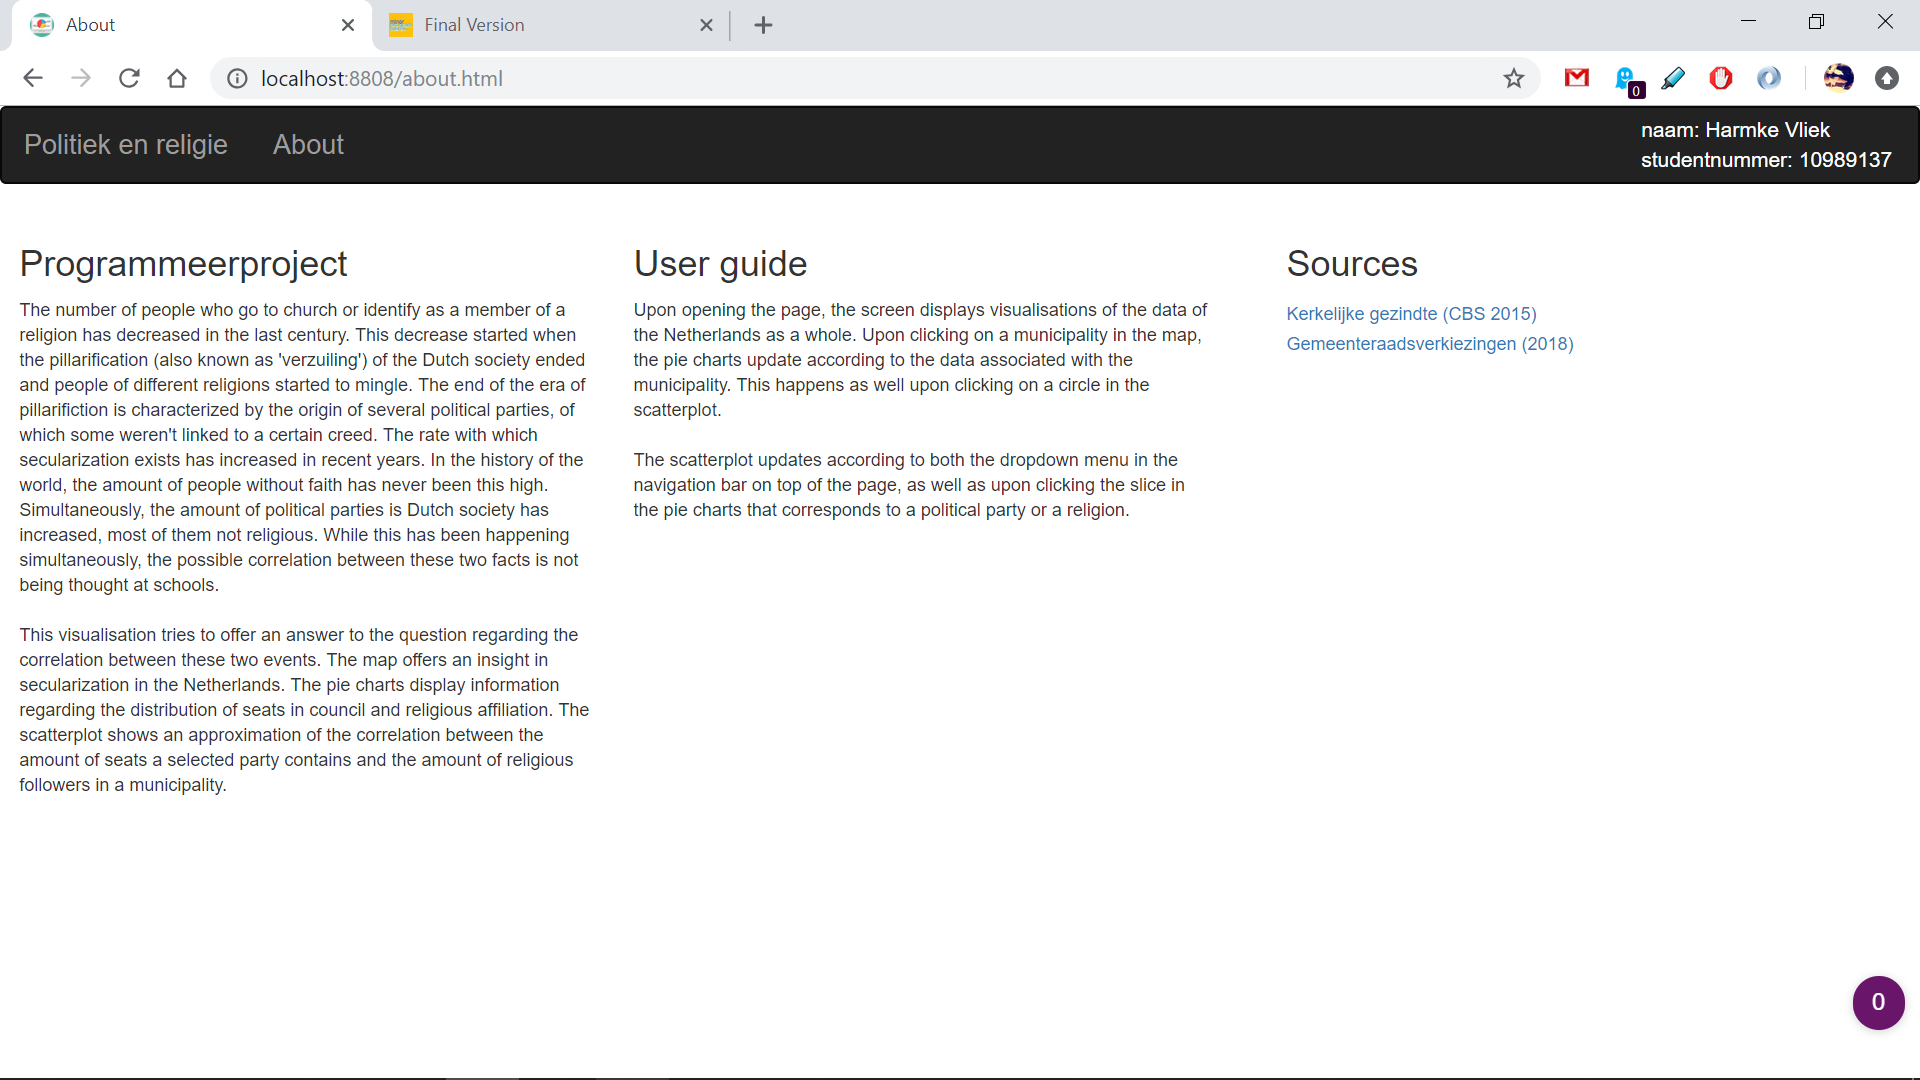 About
Final Version
localhost:8808/about.html
0
Politiek en religie
About
naam: Harmke Vliek
studentnummer: 10989137
Programmeerproject
The number of people who go to church or identify as a member of a
religion has decreased in the last century. This decrease started when
the pillarification (also known as 'verzuiling') of the Dutch society ended
and people of different religions started to mingle. The end of the era of
pillarifiction is characterized by the origin of several political parties, of
which some weren't linked to a certain creed. The rate with which
secularization exists has increased in recent years. In the history of the
world, the amount of people without faith has never been this high.
Simultaneously, the amount of political parties is Dutch society has
increased, most of them not religious. While this has been happening
simultaneously, the possible correlation between these two facts is not
being thought at schools.
This visualisation tries to offer an answer to the question regarding the
correlation between these two events. The map offers an insight in
secularization in the Netherlands. The pie charts display information
regarding the distribution of seats in council and religious affiliation. The
scatterplot shows an approximation of the correlation between the
amount of seats a selected party contains and the amount of religious
followers in a municipality.
User guide
Upon opening the page, the screen displays visualisations of the data of
the Netherlands as a whole. Upon clicking on a municipality in the map,
the pie charts update according to the data associated with the
municipality. This happens as well upon clicking on a circle in the
scatterplot.
The scatterplot updates according to both the dropdown menu in the
navigation bar on top of the page, as well as upon clicking the slice in
the pie charts that corresponds to a political party or a religion.
Sources
Kerkelijke gezindte (CBS 2015)
Gemeenteraadsverkiezingen (2018)
0